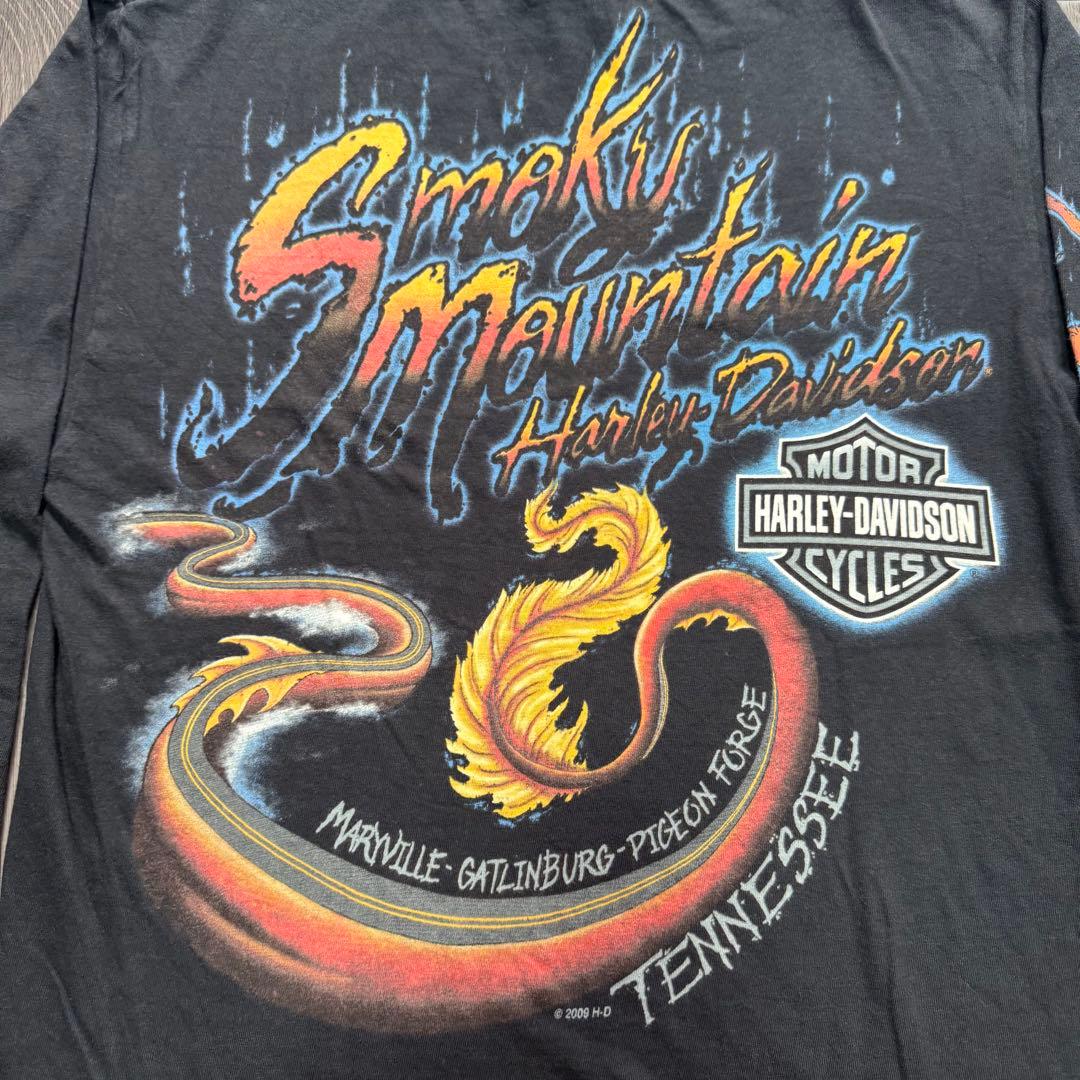 Smoky
Mountain
Harley-Davidson
MOTOR
HARLEY-DAVIDSON
CYCLES
MARYVILLE - GATLINBURG - PIGEON FORGE
TENNESSEE
© 2009 H-D